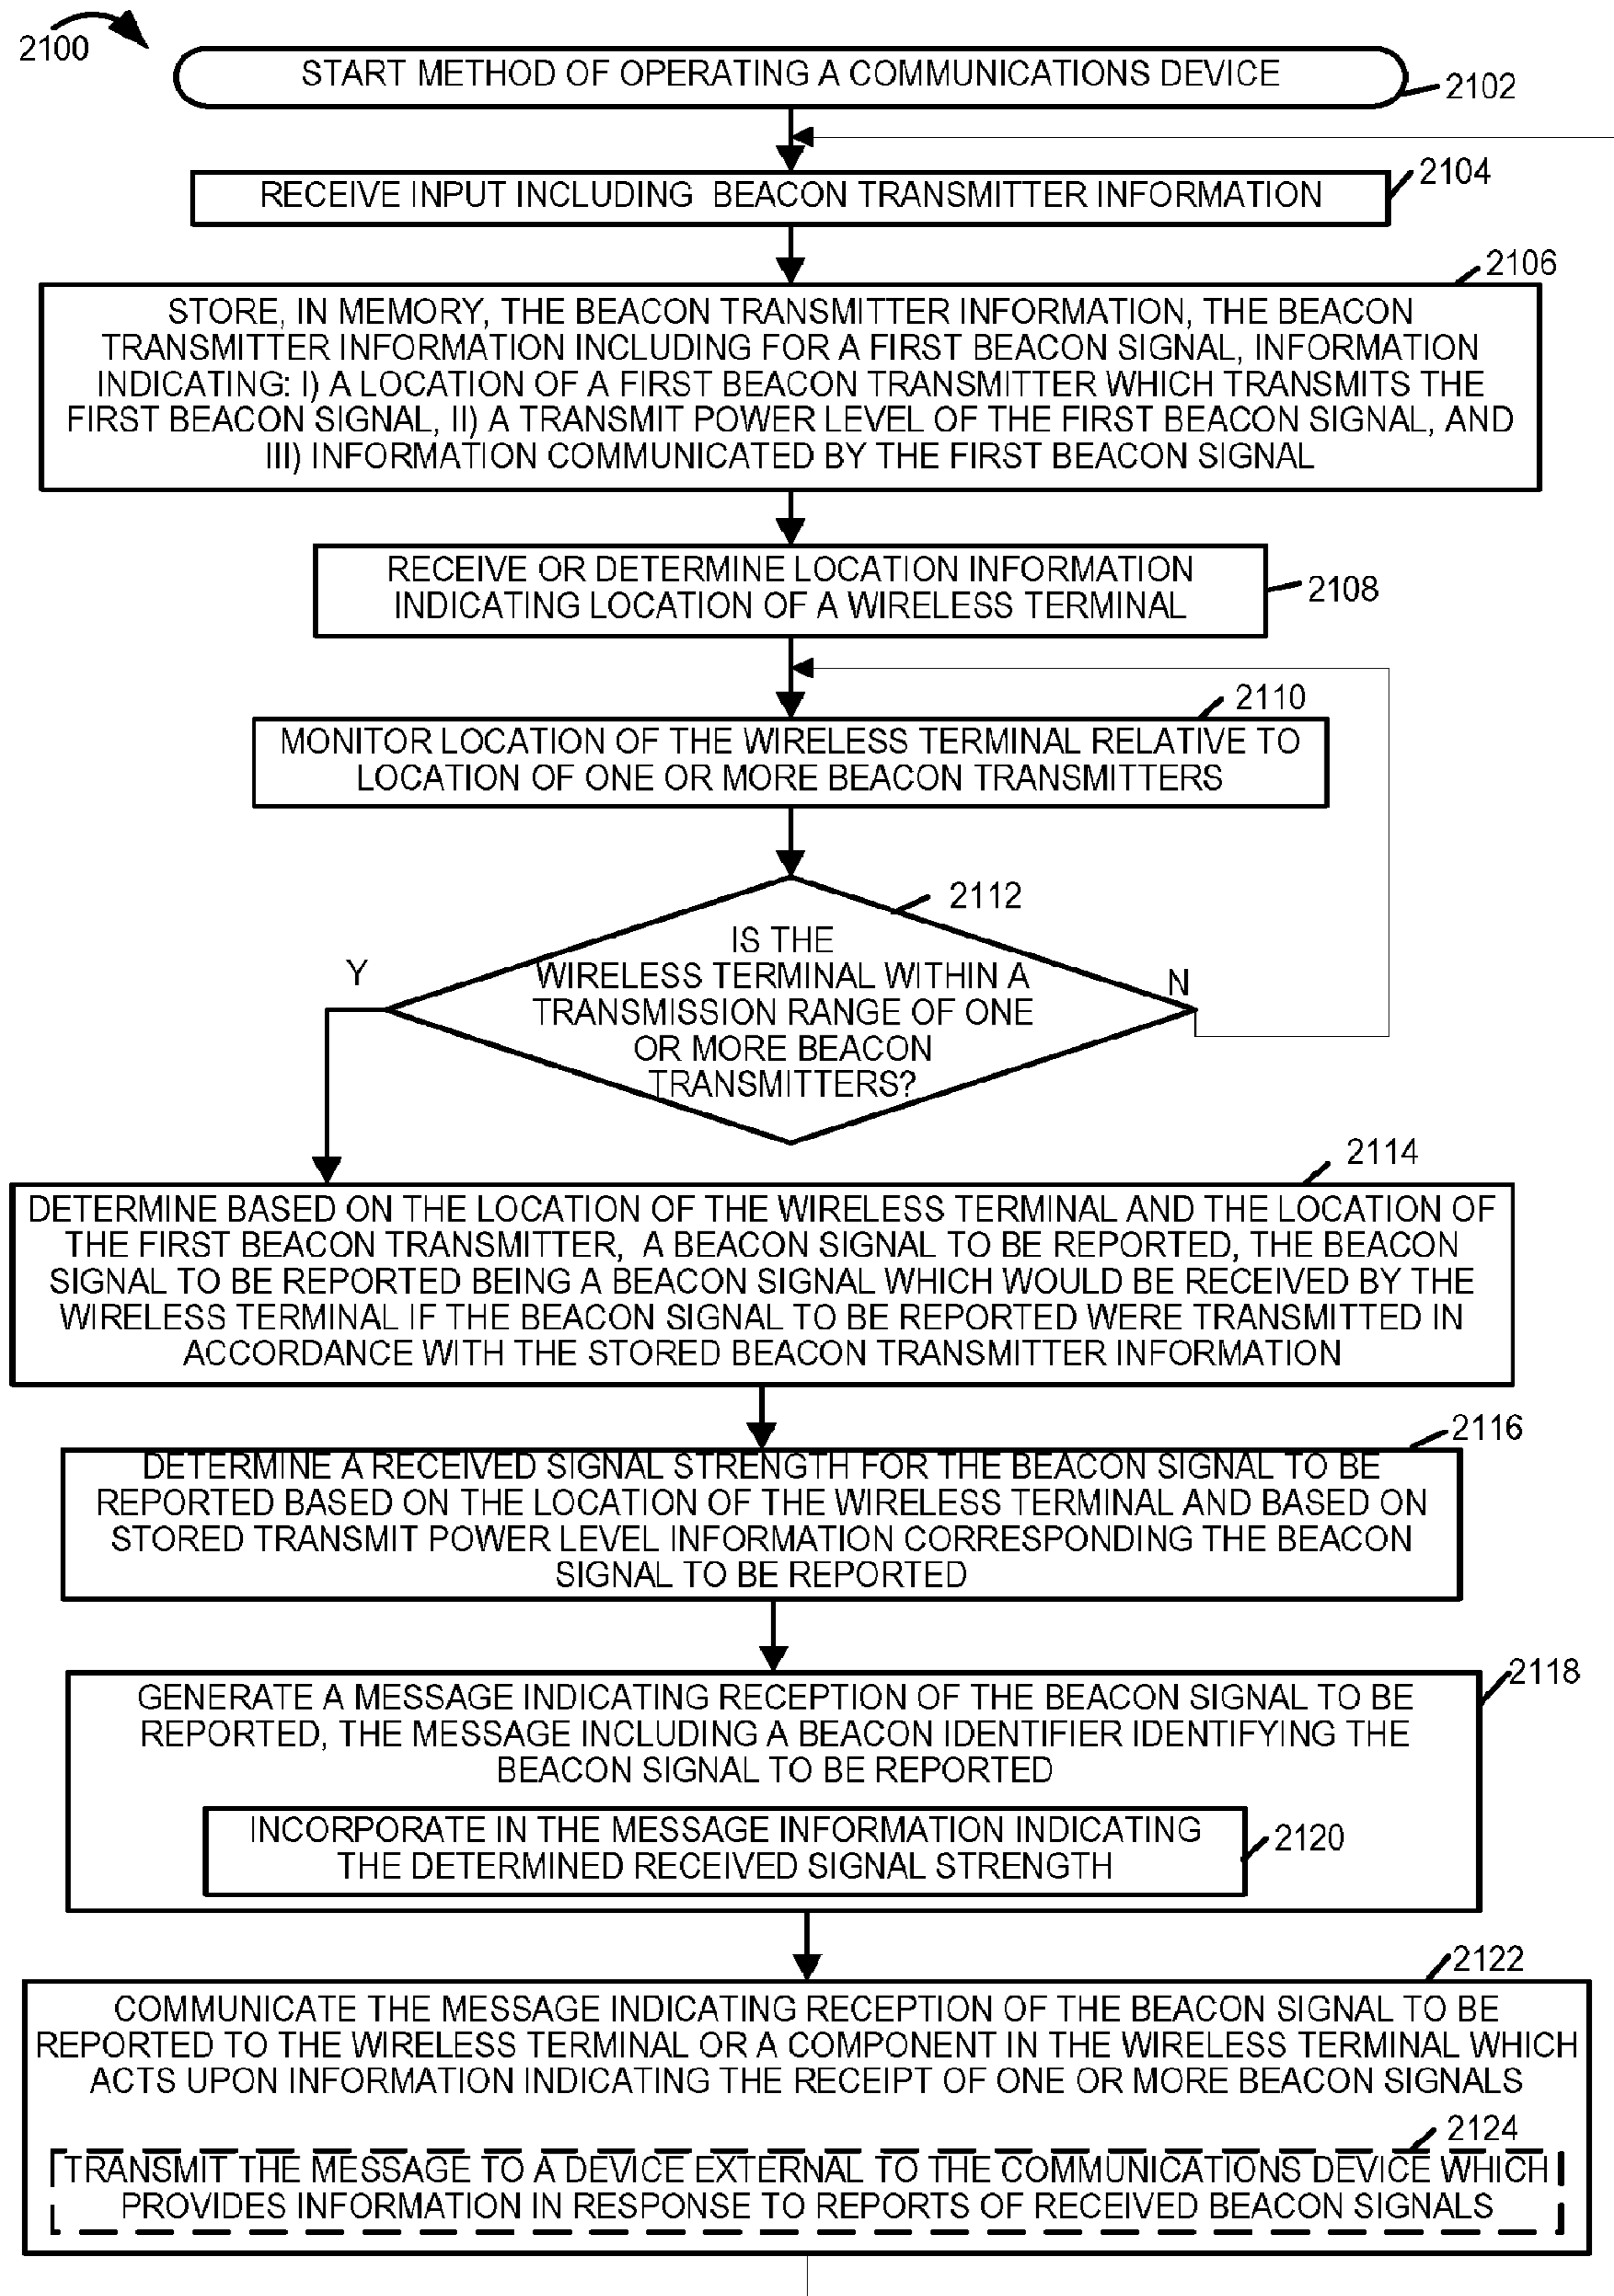 2100
START METHOD OF OPERATING A COMMUNICATIONS DEVICE
2102
RECEIVE INPUT INCLUDING BEACON TRANSMITTER INFORMATION
2104
2106
STORE, IN MEMORY, THE BEACON TRANSMITTER INFORMATION, THE BEACON
TRANSMITTER INFORMATION INCLUDING FOR A FIRST BEACON SIGNAL, INFORMATION
INDICATING: I) A LOCATION OF A FIRST BEACON TRANSMITTER WHICH TRANSMITS THE
FIRST BEACON SIGNAL, II) A TRANSMIT POWER LEVEL OF THE FIRST BEACON SIGNAL, AND
III) INFORMATION COMMUNICATED BY THE FIRST BEACON SIGNAL
RECEIVE OR DETERMINE LOCATION INFORMATION
INDICATING LOCATION OF A WIRELESS TERMINAL
2108
2110
MONITOR LOCATION OF THE WIRELESS TERMINAL RELATIVE TO
LOCATION OF ONE OR MORE BEACON TRANSMITTERS
2112
IS THE
WIRELESS TERMINAL WITHIN A
TRANSMISSION RANGE OF ONE
OR MORE BEACON
TRANSMITTERS?
Y
N
2114
DETERMINE BASED ON THE LOCATION OF THE WIRELESS TERMINAL AND THE LOCATION OF
THE FIRST BEACON TRANSMITTER, A BEACON SIGNAL TO BE REPORTED, THE BEACON
SIGNAL TO BE REPORTED BEING A BEACON SIGNAL WHICH WOULD BE RECEIVED BY THE
WIRELESS TERMINAL IF THE BEACON SIGNAL TO BE REPORTED WERE TRANSMITTED IN
ACCORDANCE WITH THE STORED BEACON TRANSMITTER INFORMATION
2116
DETERMINE A RECEIVED SIGNAL STRENGTH FOR THE BEACON SIGNAL TO BE
REPORTED BASED ON THE LOCATION OF THE WIRELESS TERMINAL AND BASED ON
STORED TRANSMIT POWER LEVEL INFORMATION CORRESPONDING THE BEACON
SIGNAL TO BE REPORTED
2118
GENERATE A MESSAGE INDICATING RECEPTION OF THE BEACON SIGNAL TO BE
REPORTED, THE MESSAGE INCLUDING A BEACON IDENTIFIER IDENTIFYING THE
BEACON SIGNAL TO BE REPORTED
INCORPORATE IN THE MESSAGE INFORMATION INDICATING
THE DETERMINED RECEIVED SIGNAL STRENGTH
2120
2122
COMMUNICATE THE MESSAGE INDICATING RECEPTION OF THE BEACON SIGNAL TO BE
REPORTED TO THE WIRELESS TERMINAL OR A COMPONENT IN THE WIRELESS TERMINAL WHICH
ACTS UPON INFORMATION INDICATING THE RECEIPT OF ONE OR MORE BEACON SIGNALS
2124
TRANSMIT THE MESSAGE TO A DEVICE EXTERNAL TO THE COMMUNICATIONS DEVICE WHICH
PROVIDES INFORMATION IN RESPONSE TO REPORTS OF RECEIVED BEACON SIGNALS